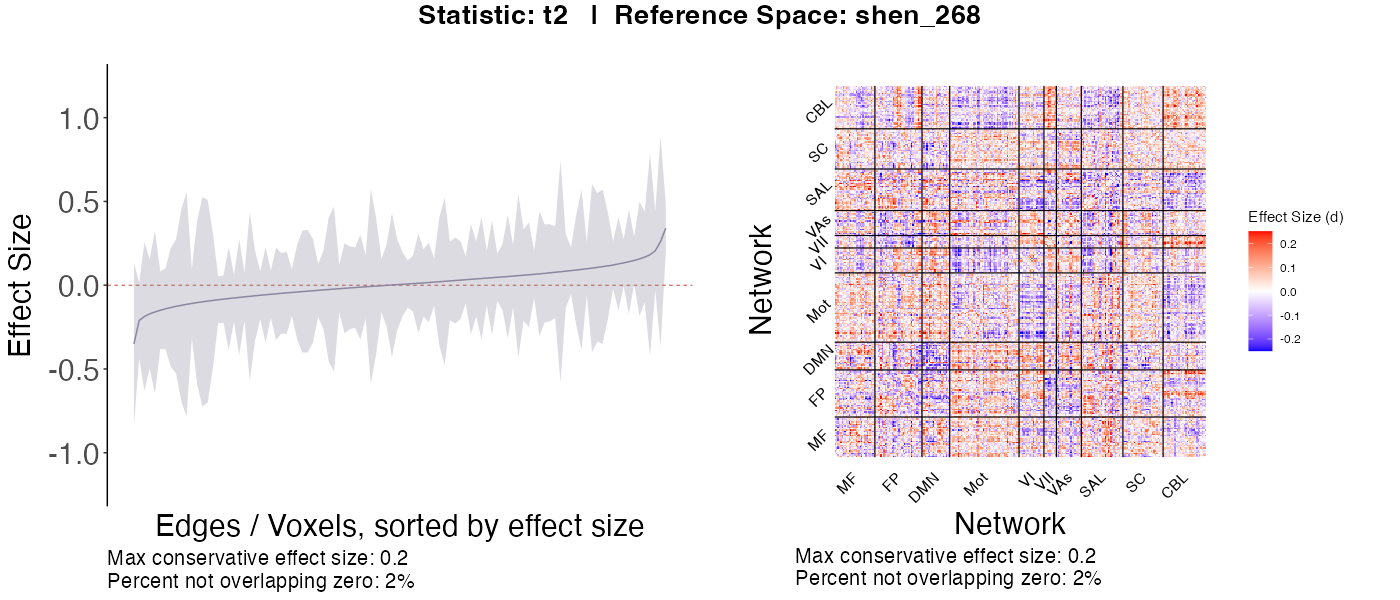 Statistic: t2 | Reference Space: shen_268
Effect Size
1.0
0.5
0.0
-0.5
-1.0
Edges / Voxels, sorted by effect size
Max conservative effect size: 0.2
Percent not overlapping zero: 2%
Network
CBL
SC
SAL
VAs
VII
VI
Mot
DMN
FP
MF
MF
FP
DMN
Mot
VI
VII
VAs
SAL
SC
CBL
Network
Max conservative effect size: 0.2
Percent not overlapping zero: 2%
Effect Size (d)
0.2
0.1
0.0
-0.1
-0.2